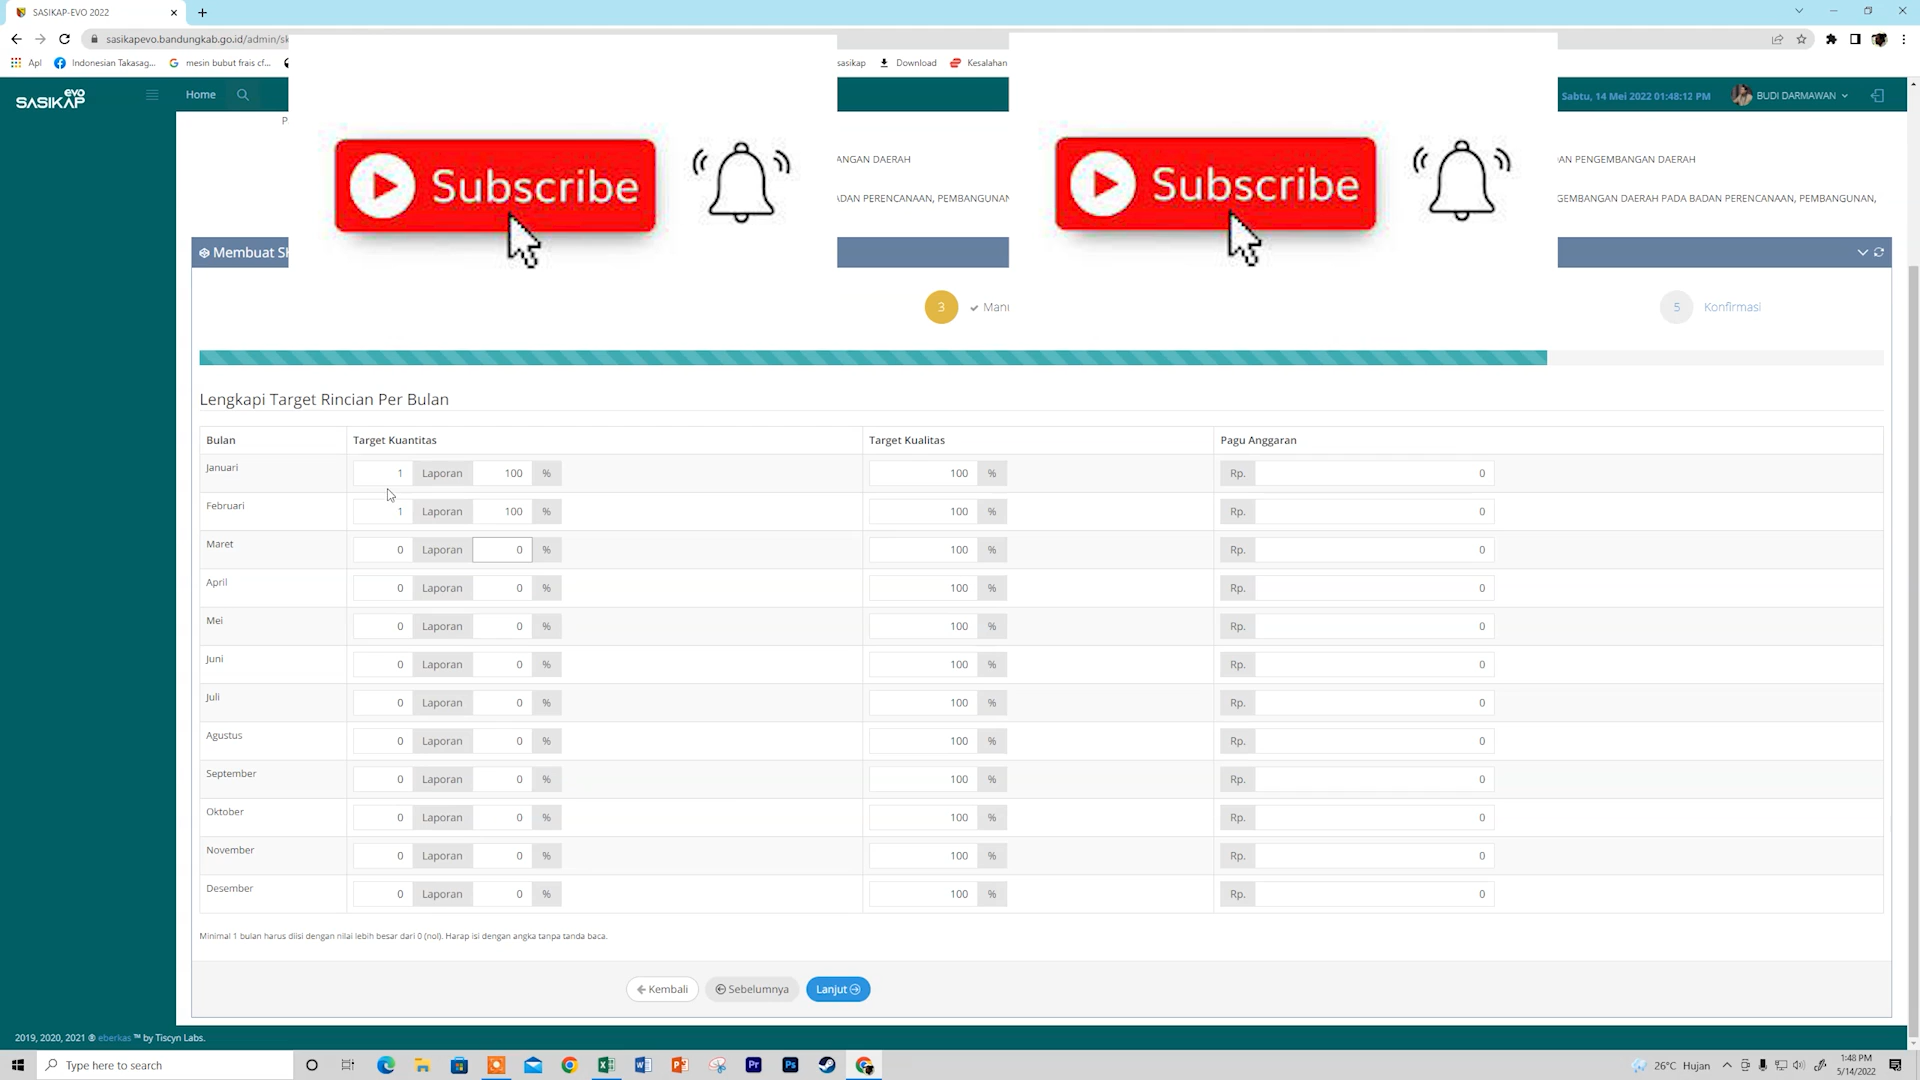 SASIKAP-EVO 2022
sasikapevo.bandungkab.go.id/admin/sk
Apl
Indonesian Takasag...
mesin bubut frais cf...
sasikap
Download
Kesalahan
SASIKAP evo
Home
Sabtu, 14 Mei 2022 01:48:12 PM
BUDI DARMAWAN
P
Subscribe
Subscribe
ANGAN DAERAH
AN PENGEMBANGAN DAERAH
DAN PERENCANAAN, PEMBANGUNAN
GEMBANGAN DAERAH PADA BADAN PERENCANAAN, PEMBANGUNAN,
Membuat SK
3
Man
5 Konfirmasi
Lengkapi Target Rincian Per Bulan
Bulan Target Kuantitas Target Kualitas Pagu Anggaran
Januari 1 Laporan 100 % 100 % Rp. 0
Februari 1 Laporan 100 % 100 % Rp. 0
Maret 0 Laporan 0 % 100 % Rp. 0
April 0 Laporan 0 % 100 % Rp. 0
Mei 0 Laporan 0 % 100 % Rp. 0
Juni 0 Laporan 0 % 100 % Rp. 0
Juli 0 Laporan 0 % 100 % Rp. 0
Agustus 0 Laporan 0 % 100 % Rp. 0
September 0 Laporan 0 % 100 % Rp. 0
Oktober 0 Laporan 0 % 100 % Rp. 0
November 0 Laporan 0 % 100 % Rp. 0
Desember 0 Laporan 0 % 100 % Rp. 0
Minimal 1 bulan harus diisi dengan nilai lebih besar dari 0 (nol). Harap isi dengan angka tanpa tanda baca.
Kembali
Sebelumnya
Lanjut
2019, 2020, 2021 ® eberkas ™ by Tiscyn Labs.
Type here to search
26°C Hujan
1:48 PM
5/14/2022